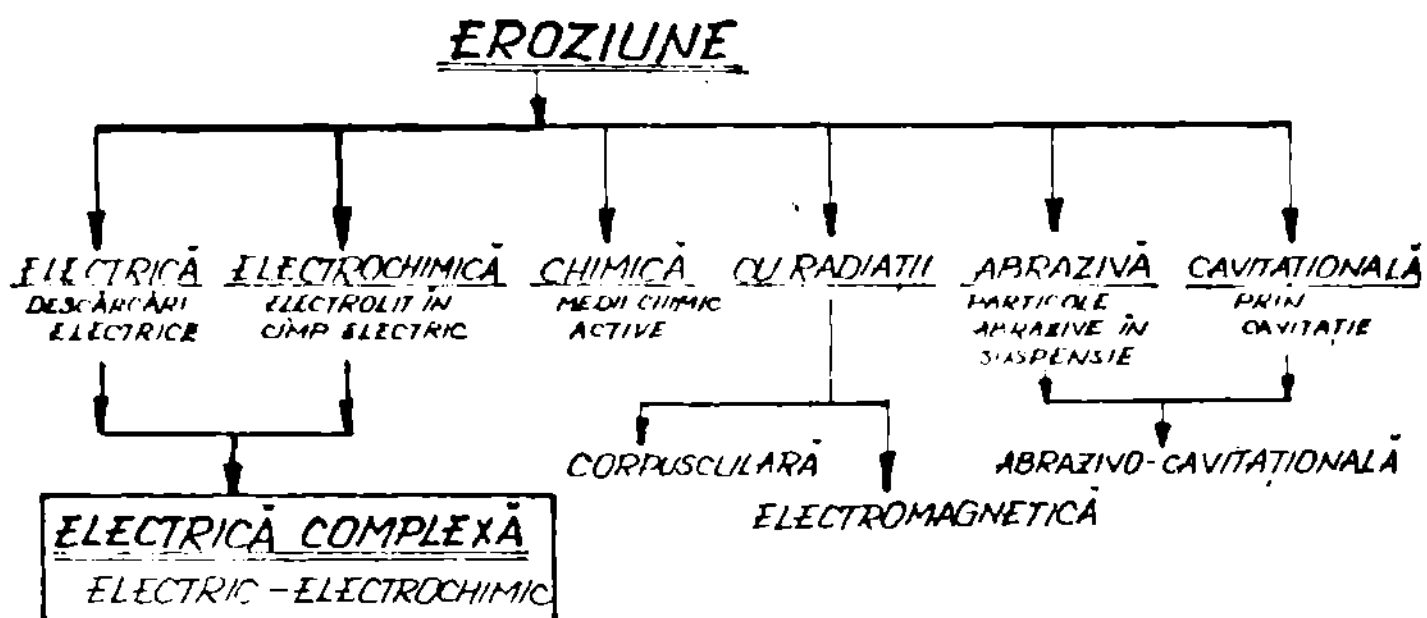 EROZIUNE
ELECTRICĂ
DESCĂRCĂRI
ELECTRICE
ELECTROCHIMICĂ
ELECTROLIT ÎN
CÎMP ELECTRIC
CHIMICĂ
MEDII CHIMIC
ACTIVE
CU RADIAȚII
ABRAZIVĂ
PARTICOLE
ABRAZIVE ÎN
SUSPENSIE
CAVITAȚIONALĂ
PRIN
CAVITAȚIE
CORPUSCULARĂ
ELECTROMAGNETICĂ
ABRAZIVO-CAVITAȚIONALĂ
ELECTRICĂ COMPLEXĂ
ELECTRIC-ELECTROCHIMIC